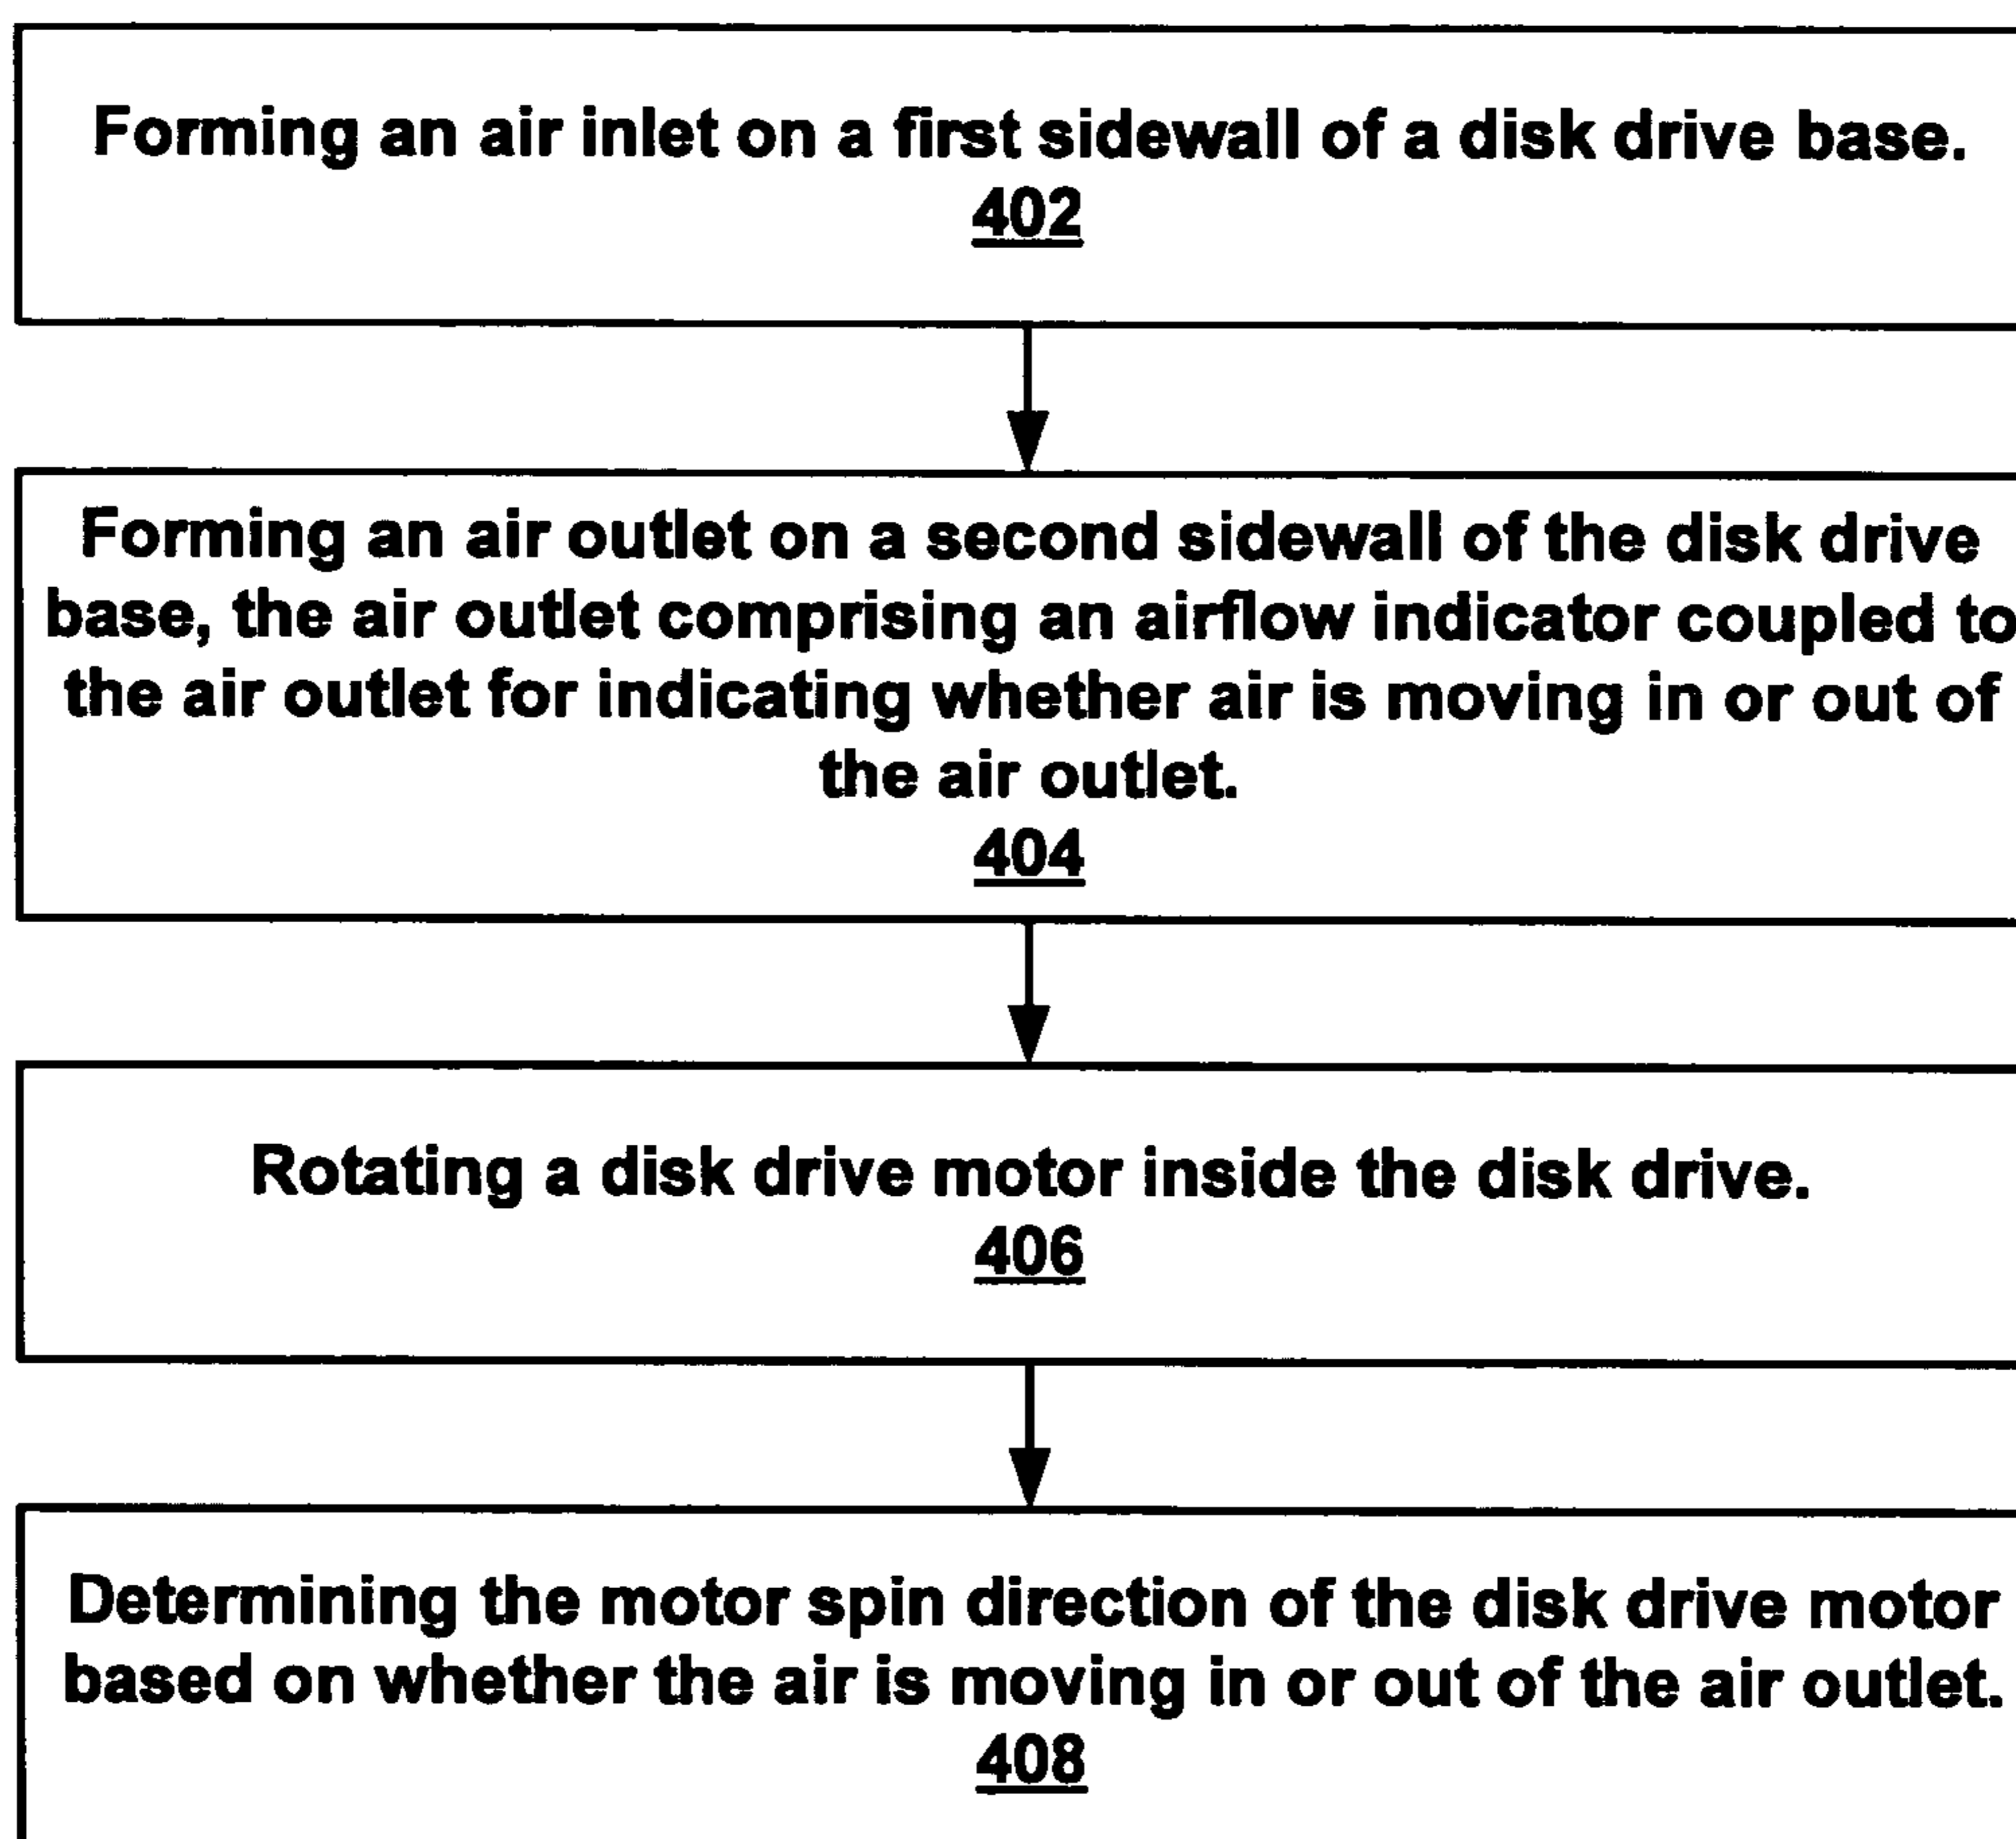 Forming an air inlet on a first sidewall of a disk drive base.
402
Forming an air outlet on a second sidewall of the disk drive
base, the air outlet comprising an airflow indicator coupled to
the air outlet for indicating whether air is moving in or out of
the air outlet.
404
Rotating a disk drive motor inside the disk drive.
406
Determining the motor spin direction of the disk drive motor
based on whether the air is moving in or out of the air outlet.
408